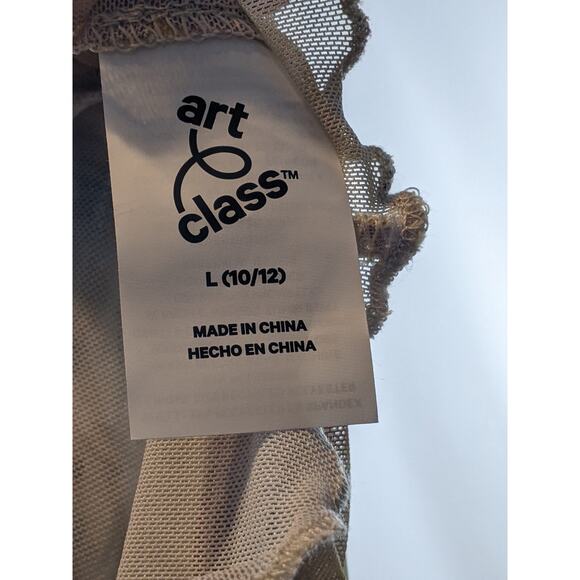 art
class™
L (10/12)
MADE IN CHINA
HECHO EN CHINA